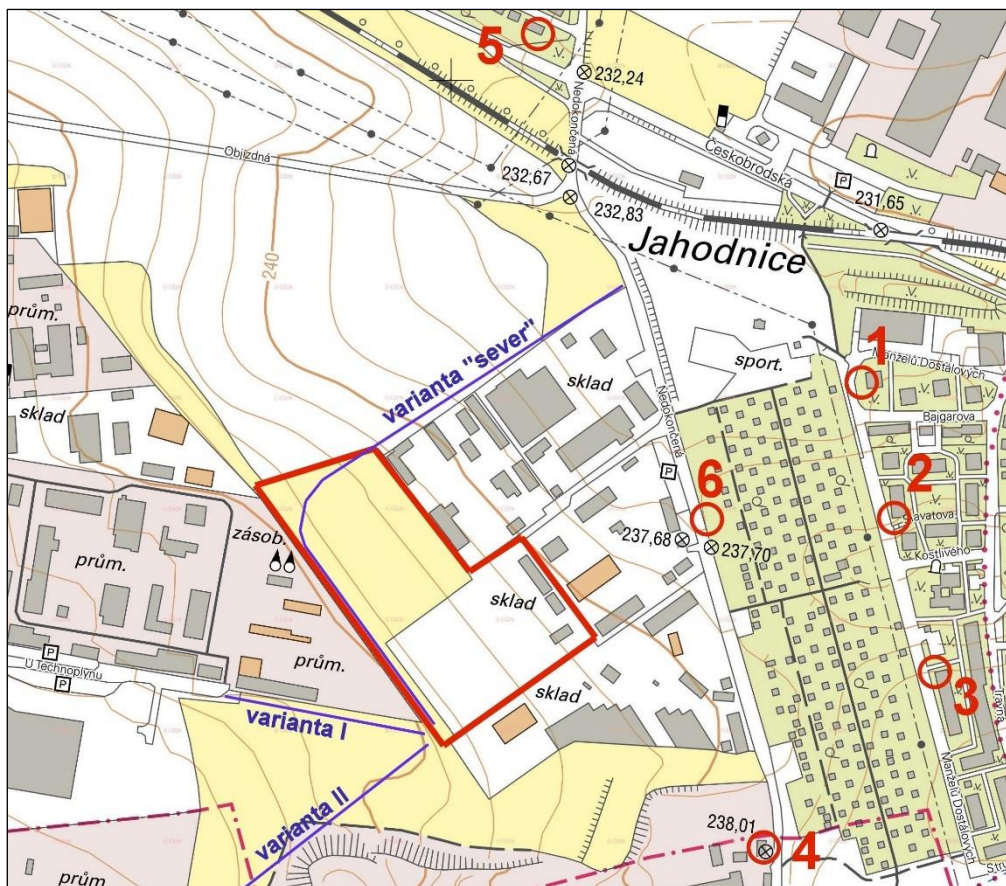 5
232,24
Nedokončená
Českobrodská
Objízdná
232,67
P
232,83
231,65
Jahodnice
240
prům.
varianta "sever"
sport.
1
Manželů Dostálových
sklad
Bajgarova
sklad
Nedokončená
P
6
2
zásob.
237,68
237,70
Kostlivého
prům.
sklad
prům.
P
U Technoplynu
P
sklad
3
varianta I
Manželů Dostálových
varianta II
238,01
4
prům.